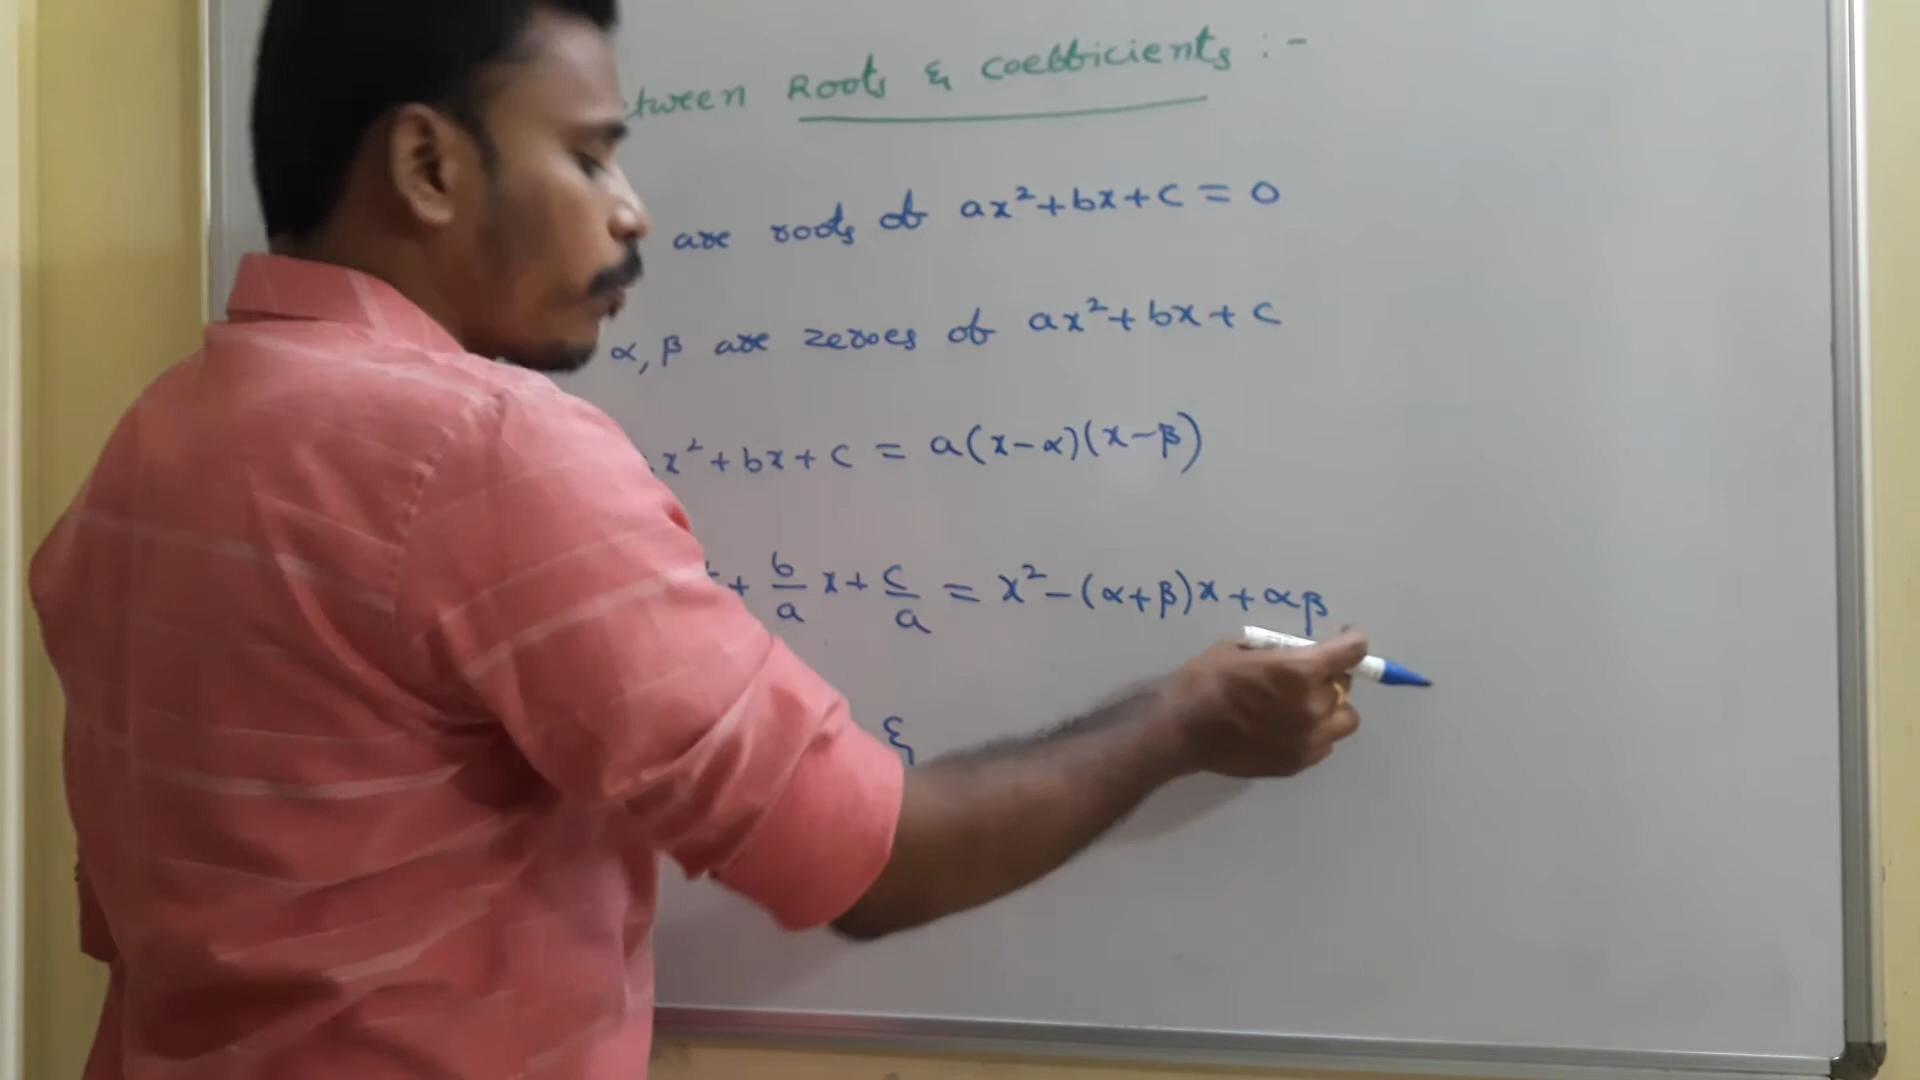 tween Roots & coefficients :-
are roots of ax²+bx+c = 0
α, β are zeroes of ax²+bx+c
x²+bx+c = a(x-α)(x-β)
+ b/a x + c/a = x²-(α+β)x+αβ
&